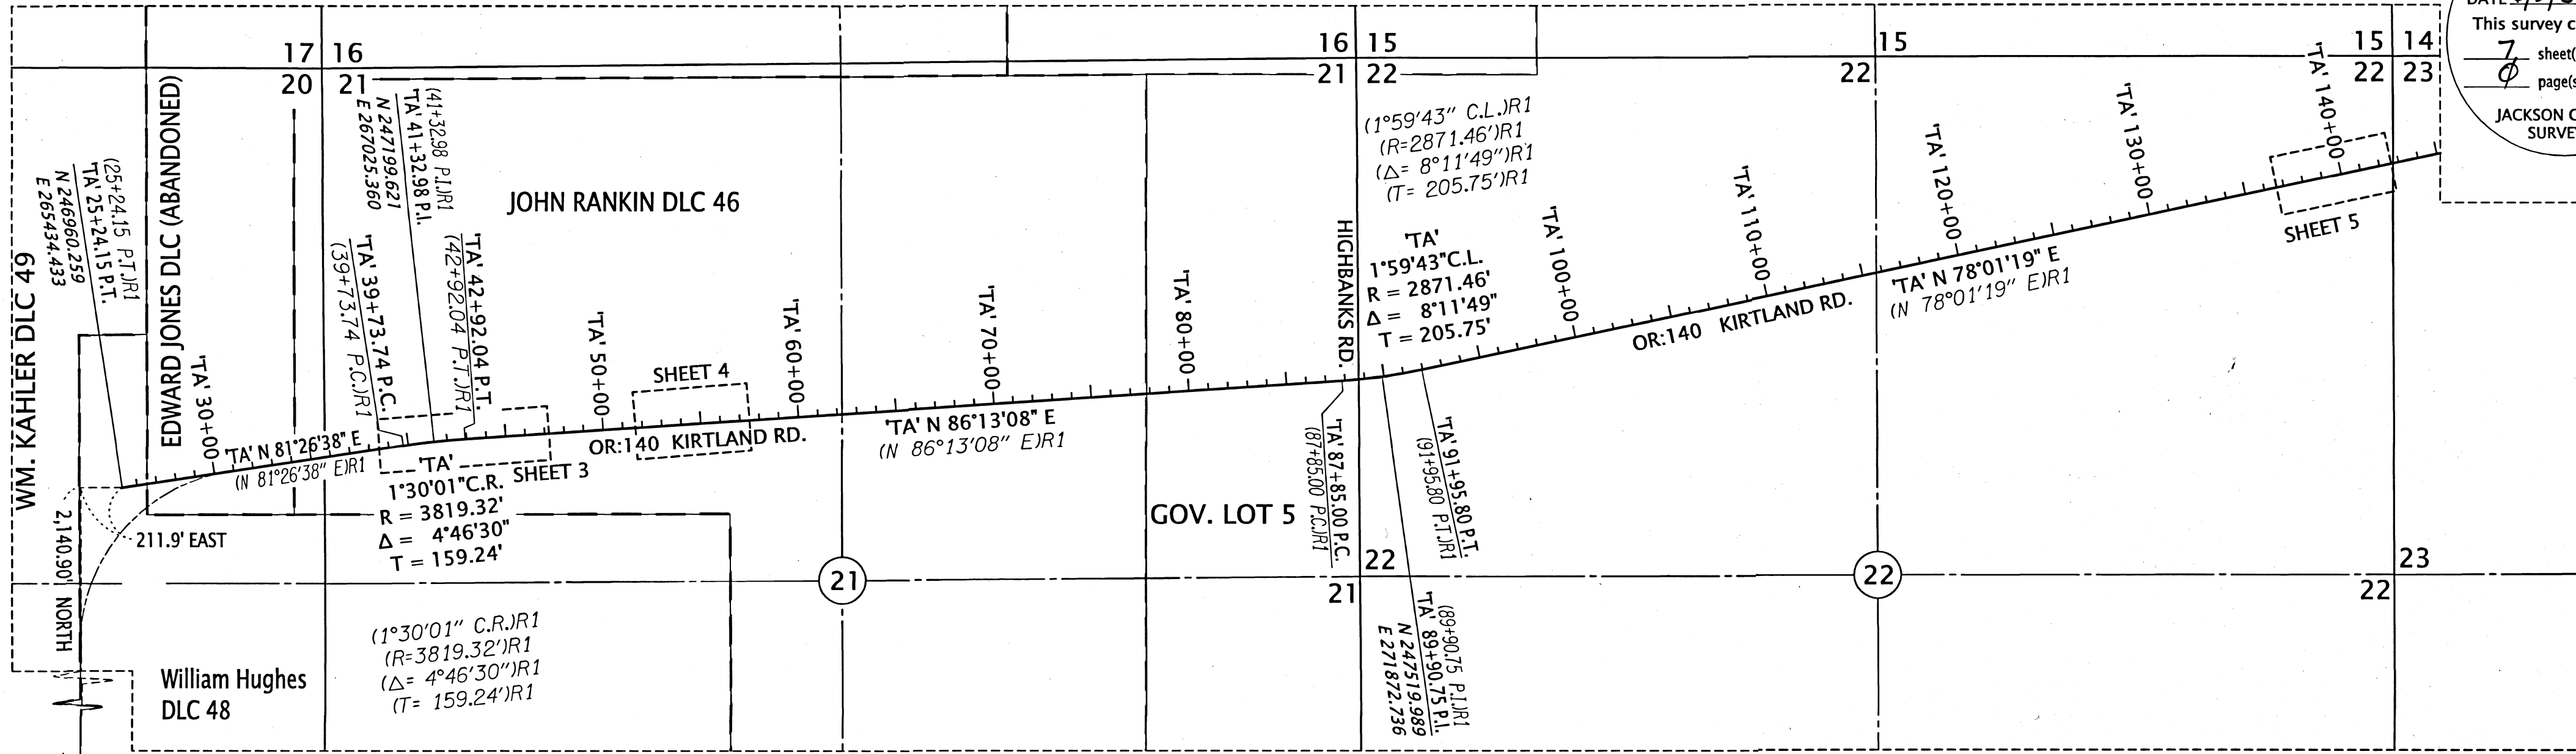 17 16
20 21
16 15
21 22
15
22
15 14
22 23
This survey c
7 sheet(
0 page(s
JACKSON C
SURVE
WM. KAHLER DLC 49
EDWARD JONES DLC (ABANDONED)
(25+24.15 P.T.)R1
'TA' 25+24.15 P.T.
N 246960.259
E 265434.433
(41+32.98 P.I.)R1
'TA' 41+32.98 P.I.
N 247199.621
E 267025.360
'TA' 39+73.74 P.C.
(39+73.74 P.C.)R1
'TA' 42+92.04 P.T.
(42+92.04 P.T.)R1
JOHN RANKIN DLC 46
'TA' 30+00
'TA' 50+00
'TA' 60+00
'TA' 70+00
'TA' 80+00
'TA' 100+00
'TA' 110+00
'TA' 120+00
'TA' 130+00
'TA' 140+00
(1°59'43" C.L.)R1
(R=2871.46')R1
(Δ= 8°11'49")R1
(T= 205.75')R1
HIGHBANKS RD.
'TA'
1°59'43"C.L.
R = 2871.46'
Δ = 8°11'49"
T = 205.75'
'TA' N 81°26'38" E
(N 81°26'38" E)R1
SHEET 3
SHEET 4
SHEET 5
OR:140 KIRTLAND RD.
'TA' N 86°13'08" E
(N 86°13'08" E)R1
OR:140 KIRTLAND RD.
'TA' N 78°01'19" E
(N 78°01'19" E)R1
'TA'
1°30'01"C.R.
R = 3819.32'
Δ = 4°46'30"
T = 159.24'
'TA' 87+85.00 P.C.
(87+85.00 P.C.)R1
'TA' 91+95.80 P.T.
(91+95.80 P.T.)R1
GOV. LOT 5
211.9' EAST
2,140.90' NORTH
21
22
21
22
23
22
(1°30'01" C.R.)R1
(R=3819.32')R1
(Δ= 4°46'30")R1
(T= 159.24')R1
(89+90.75 P.I.)R1
'TA' 89+90.75 P.I.
N 247519.989
E 271872.736
William Hughes
DLC 48